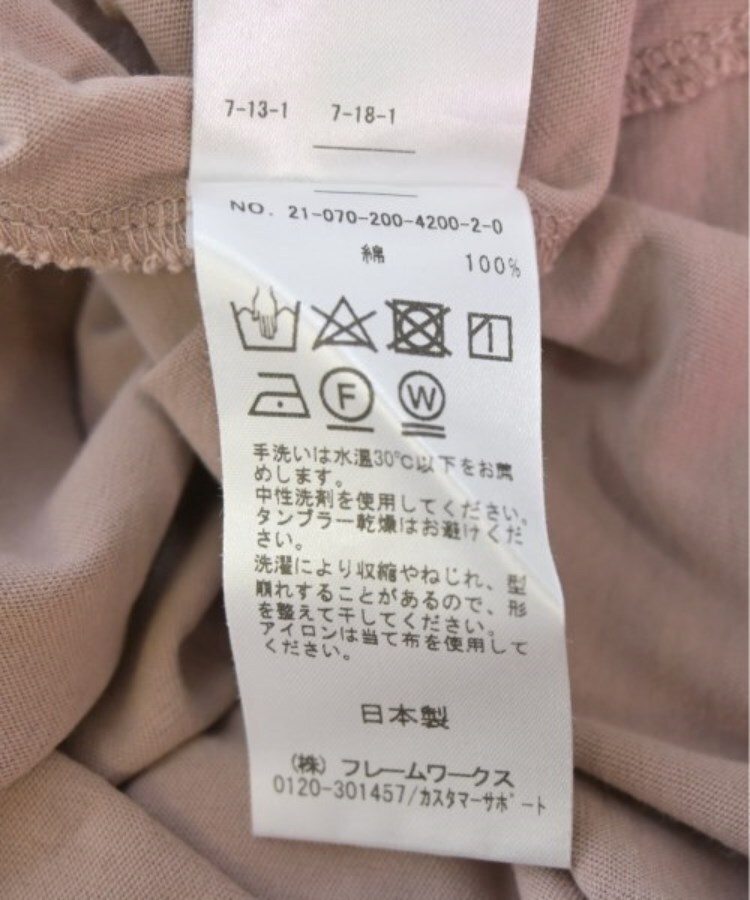 7-13-1 7-18-1
NO. 21-070-200-4200-2-0
綿 100%
F W
手洗いは水温30℃以下をお薦
めします。
中性洗剤を使用してください。
タンブラー乾燥はお避けくだ
さい。
洗濯により収縮やねじれ、型
崩れすることがあるので、形
を整えて干してください。
アイロンは当て布を使用して
ください。
日本製
(株) フレームワークス
0120-301457/カスタマーサポート